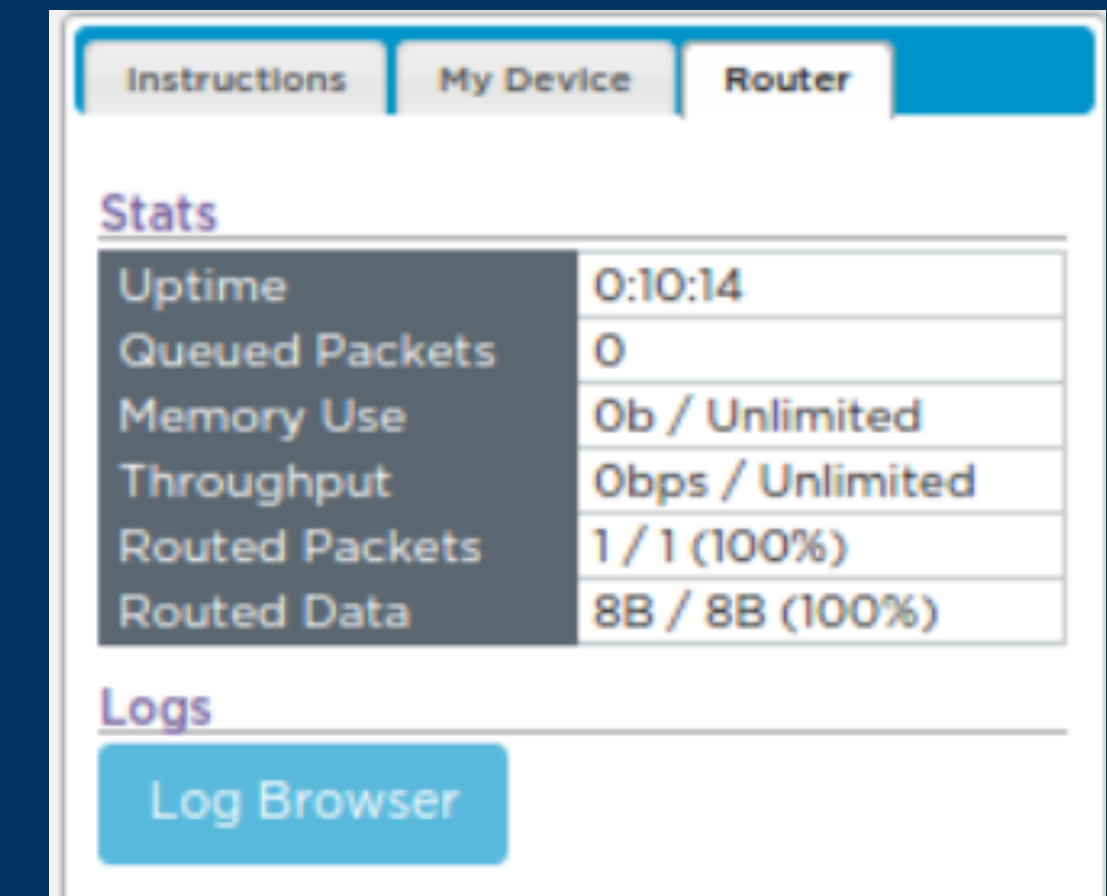 Instructions My Device Router
Stats
Uptime 0:10:14
Queued Packets 0
Memory Use 0b / Unlimited
Throughput 0bps / Unlimited
Routed Packets 1 / 1 (100%)
Routed Data 8B / 8B (100%)
Logs
Log Browser